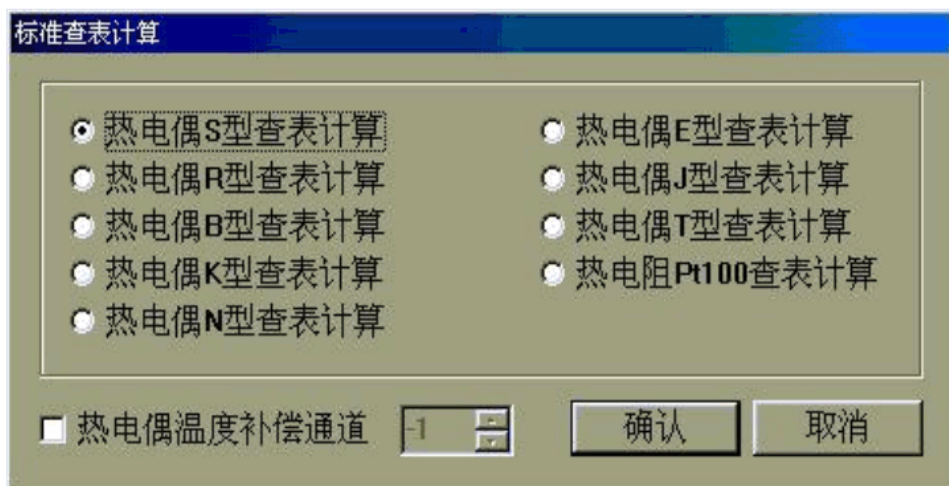 标准查表计算
热电偶S型查表计算
热电偶R型查表计算
热电偶B型查表计算
热电偶K型查表计算
热电偶N型查表计算
热电偶E型查表计算
热电偶J型查表计算
热电偶T型查表计算
热电阻Pt100查表计算
热电偶温度补偿通道 -1 确认 取消